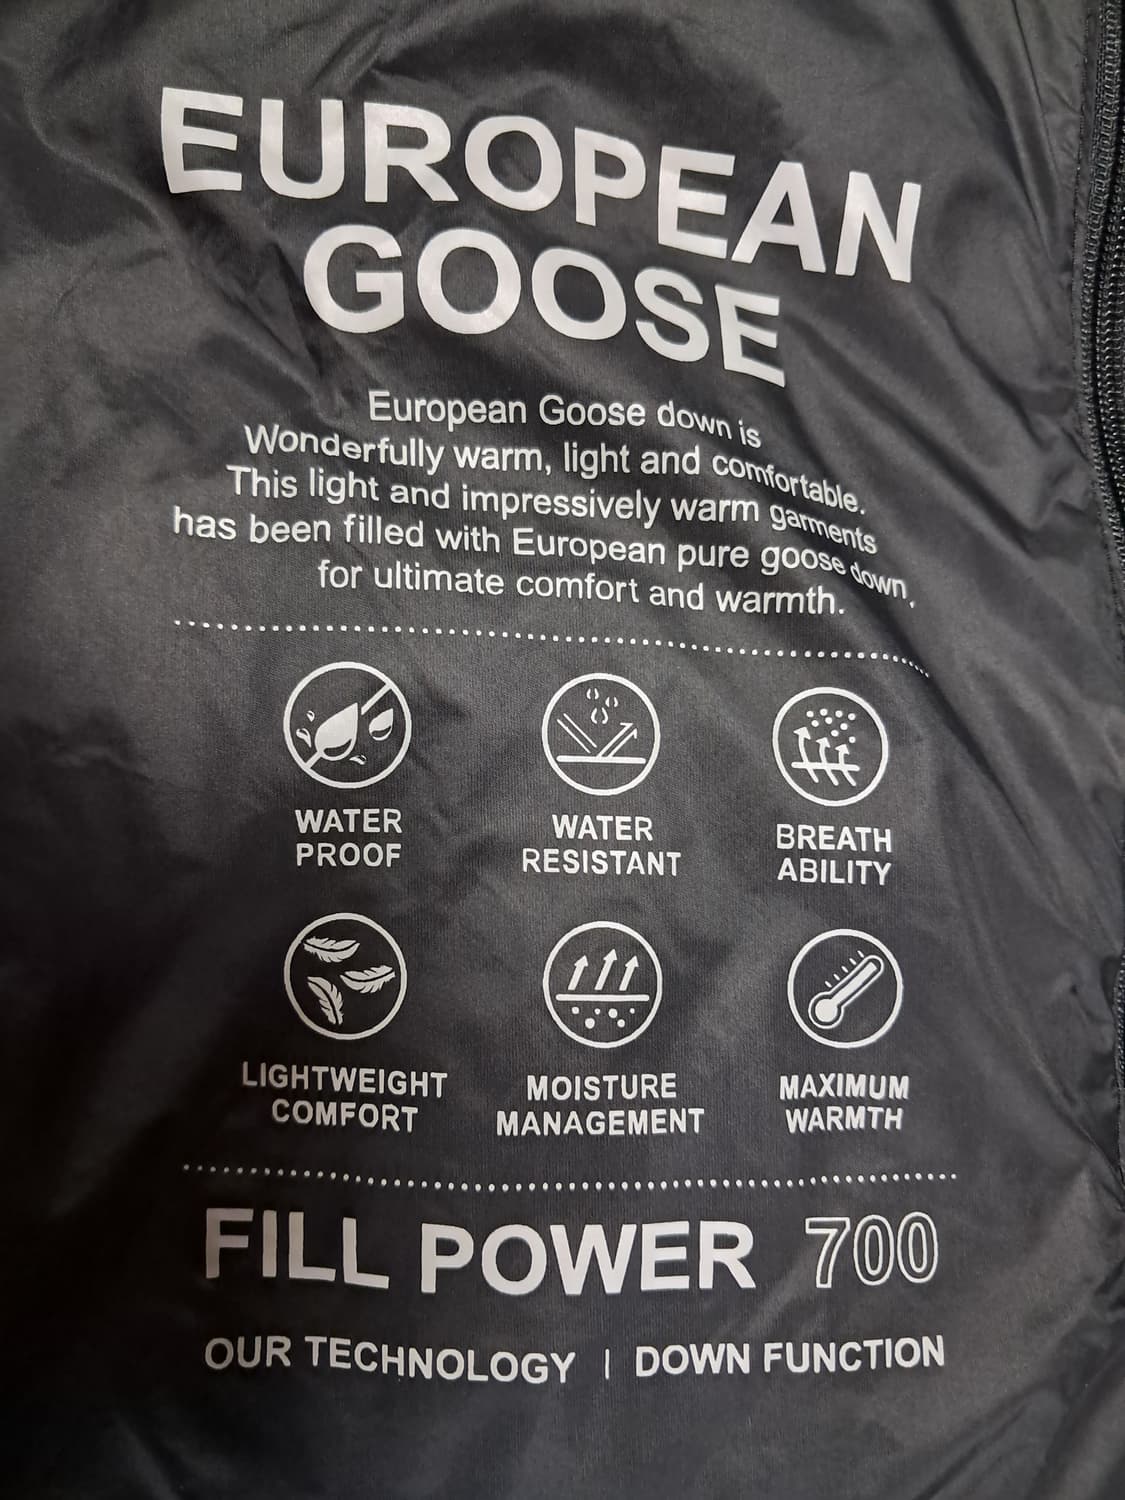 EUROPEAN
GOOSE
European Goose down is
Wonderfully warm, light and comfortable.
This light and impressively warm garments
has been filled with European pure goose down,
for ultimate comfort and warmth.
WATER
PROOF
WATER
RESISTANT
BREATH
ABILITY
LIGHTWEIGHT
COMFORT
MOISTURE
MANAGEMENT
MAXIMUM
WARMTH
FILL POWER 700
OUR TECHNOLOGY | DOWN FUNCTION